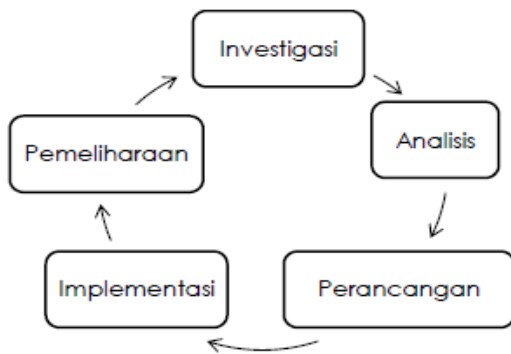 Investigasi
Analisis
Perancangan
Implementasi
Pemeliharaan